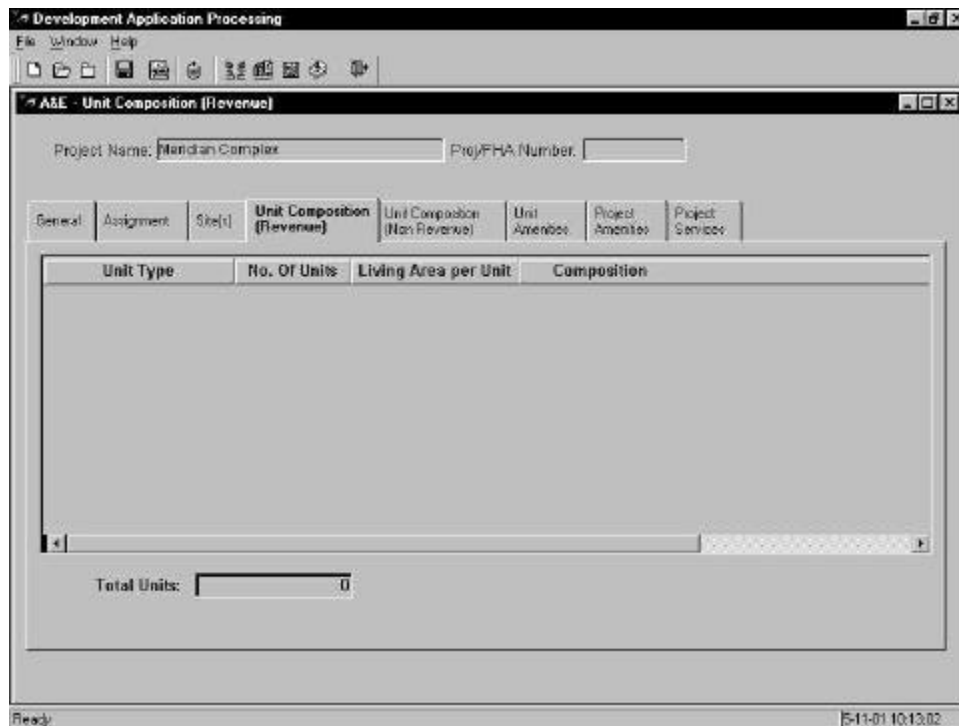 Development Application Processing
File Window Help
A&E - Unit Composition (Revenue)
Project Name: Meridian Complex Proj/FHA Number:
General Assignment Site(s) Unit Composition (Revenue) Unit Composition (Non Revenue) Unit Amenities Project Amenities Project Services
Unit Type No. Of Units Living Area per Unit Composition
Total Units: 0
Ready 5-11-01 10:13:02